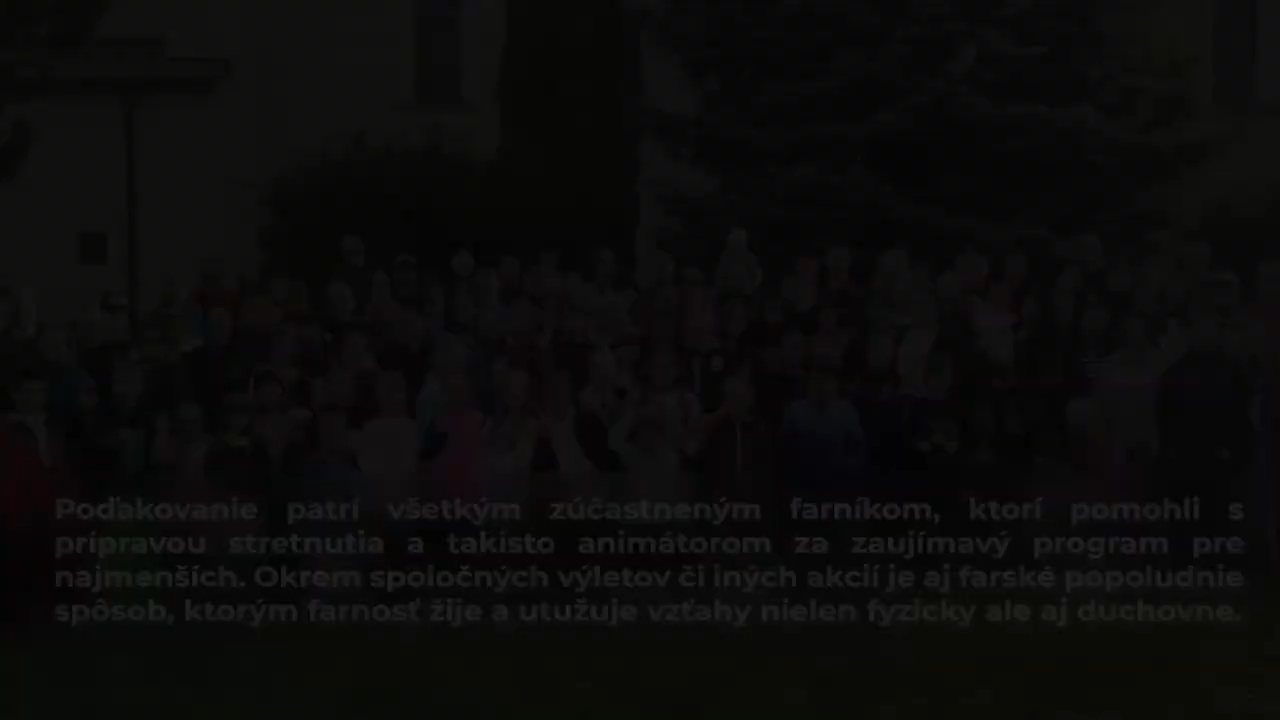 Poďakovanie patrí všetkým zúčastneným farníkom, ktorí pomohli s
prípravou stretnutia a takisto animátorom za zaujímavý program pre
najmenších. Okrem spoločných výletov či iných akcií je aj farské popoludnie
spôsob, ktorým farnosť žije a utužuje vzťahy nielen fyzicky ale aj duchovne.